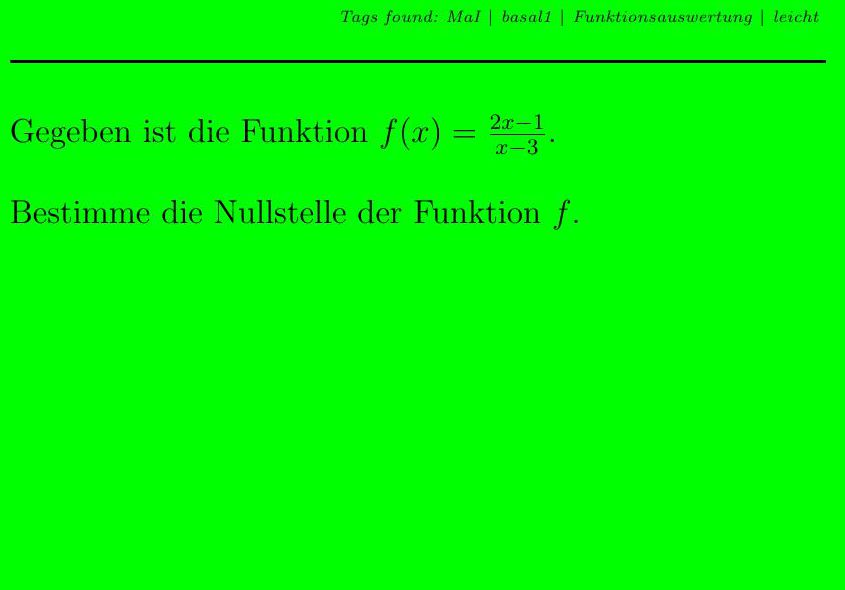 Tags found: MaI | basal1 | Funktionsauswertung | leicht
Gegeben ist die Funktion $f(x) = \frac{2x-1}{x-3}$.
Bestimme die Nullstelle der Funktion $f$.